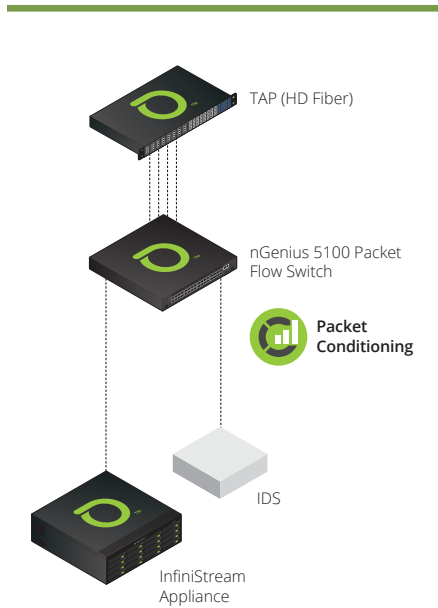 TAP (HD Fiber)
nGenius 5100 Packet
Flow Switch
Packet
Conditioning
IDS
InfiniStream
Appliance